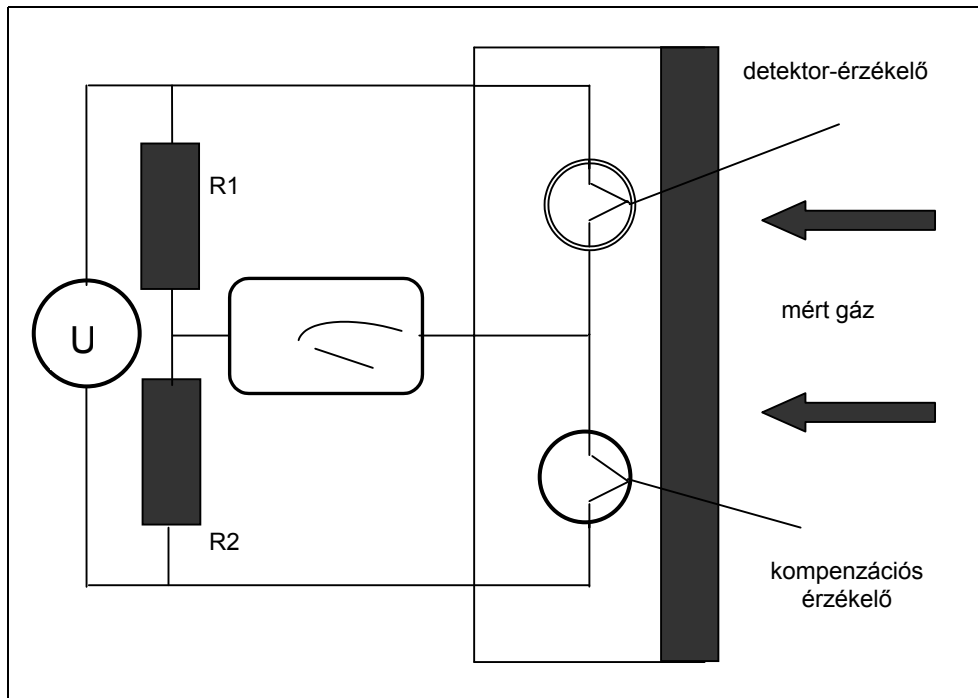 detektor-érzékelő
R1
mért gáz
U
R2
kompenzációs
érzékelő